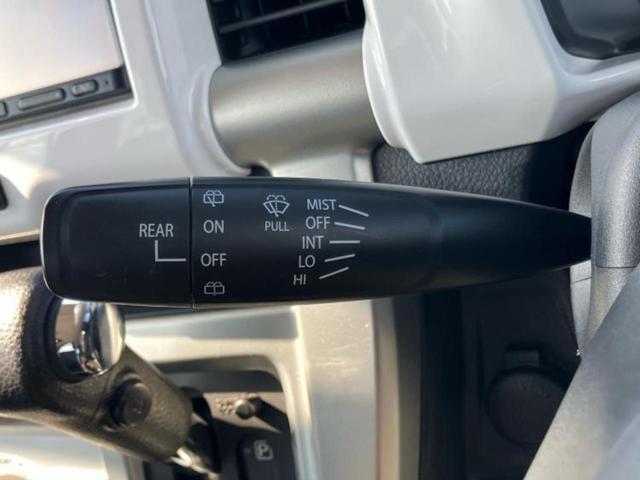 REAR
ON
OFF
PULL
MIST
OFF
INT
LO
HI